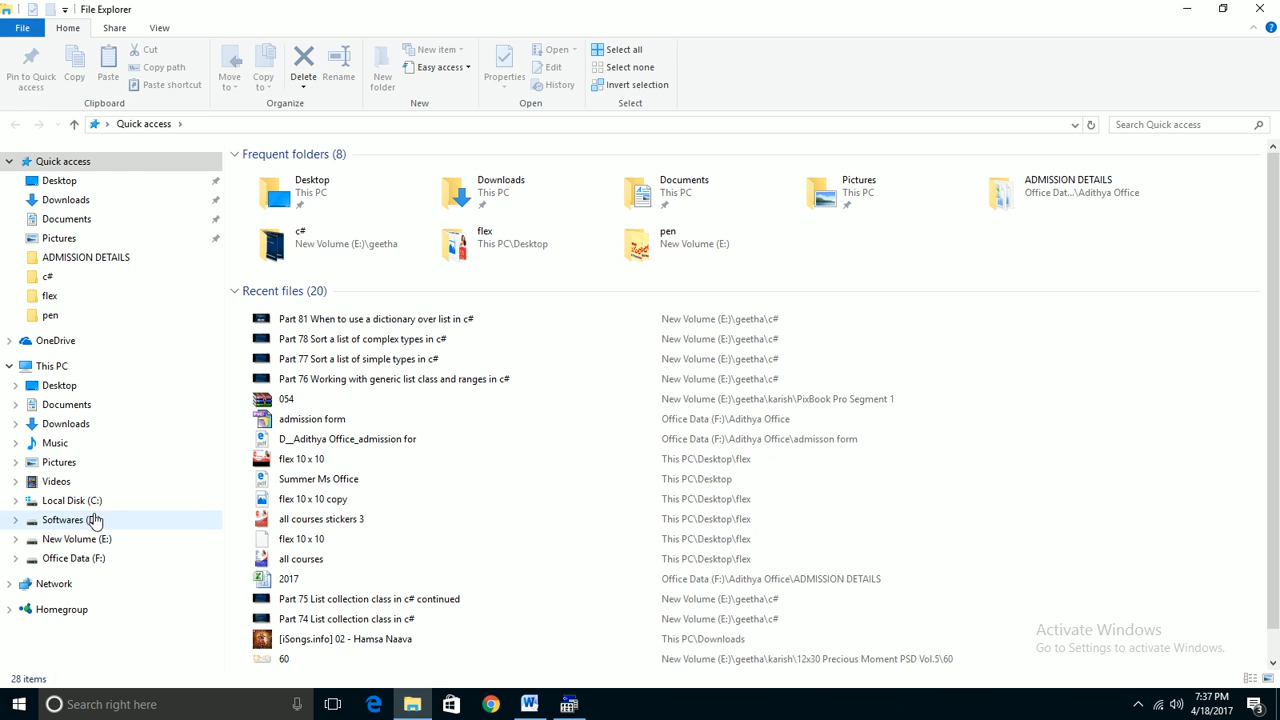 File Explorer
File Home Share View
Pin to Quick access
Copy
Paste
Cut
Copy path
Paste shortcut
Clipboard
Move to
Copy to
Delete
Rename
Organize
New folder
New item
Easy access
New
Properties
Open
Edit
History
Open
Select all
Select none
Invert selection
Select
Quick access
Search Quick access
Quick access
Desktop
Downloads
Documents
Pictures
ADMISSION DETAILS
c#
flex
pen
OneDrive
This PC
Desktop
Documents
Downloads
Music
Pictures
Videos
Local Disk (C:)
Softwares
New Volume (E:)
Office Data (F:)
Network
Homegroup
Frequent folders (8)
Desktop
This PC
Downloads
This PC
Documents
This PC
Pictures
This PC
ADMISSION DETAILS
Office Dat...\Adithya Office
c#
New Volume (E:)\geetha
flex
This PC\Desktop
pen
New Volume (E:)
Recent files (20)
Part 81 When to use a dictionary over list in c# New Volume (E:)\geetha\c#
Part 78 Sort a list of complex types in c# New Volume (E:)\geetha\c#
Part 77 Sort a list of simple types in c# New Volume (E:)\geetha\c#
Part 76 Working with generic list class and ranges in c# New Volume (E:)\geetha\c#
054 New Volume (E:)\geetha\karish\PixBook Pro Segment 1
admission form Office Data (F:)\Adithya Office
D__Adithya Office_admission for Office Data (F:)\Adithya Office\admisson form
flex 10 x 10 This PC\Desktop\flex
Summer Ms Office This PC\Desktop
flex 10 x 10 copy This PC\Desktop\flex
all courses stickers 3 This PC\Desktop\flex
flex 10 x 10 This PC\Desktop\flex
all courses This PC\Desktop\flex
2017 Office Data (F:)\Adithya Office\ADMISSION DETAILS
Part 75 List collection class in c# continued New Volume (E:)\geetha\c#
Part 74 List collection class in c# New Volume (E:)\geetha\c#
[iSongs.info] 02 - Hamsa Naava This PC\Downloads
60 New Volume (E:)\geetha\karish\12x30 Precious Moment PSD Vol.5\60
Activate Windows
Go to Settings to activate Windows.
28 items
Search right here
7:37 PM
4/18/2017